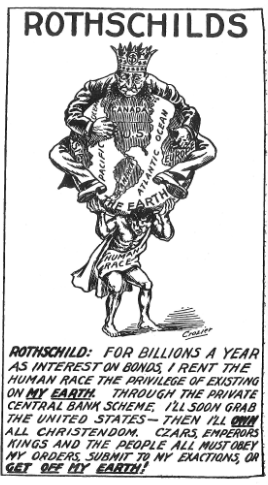 ROTHSCHILDS
CANADA
U.S.
PACIFIC
ATLANTIC OCEAN
THE EARTH
HUMAN
RACE
ROTHSCHILD: FOR BILLIONS A YEAR
AS INTEREST ON BONDS, I RENT THE
HUMAN RACE THE PRIVILEGE OF EXISTING
ON MY EARTH. THROUGH THE PRIVATE
CENTRAL BANK SCHEME, I'LL SOON GRAB
THE UNITED STATES — THEN I'LL OWN
ALL CHRISTENDOM. CZARS, EMPERORS
KINGS AND THE PEOPLE ALL MUST OBEY
MY ORDERS, SUBMIT TO MY EXACTIONS, OR
GET OFF MY EARTH!